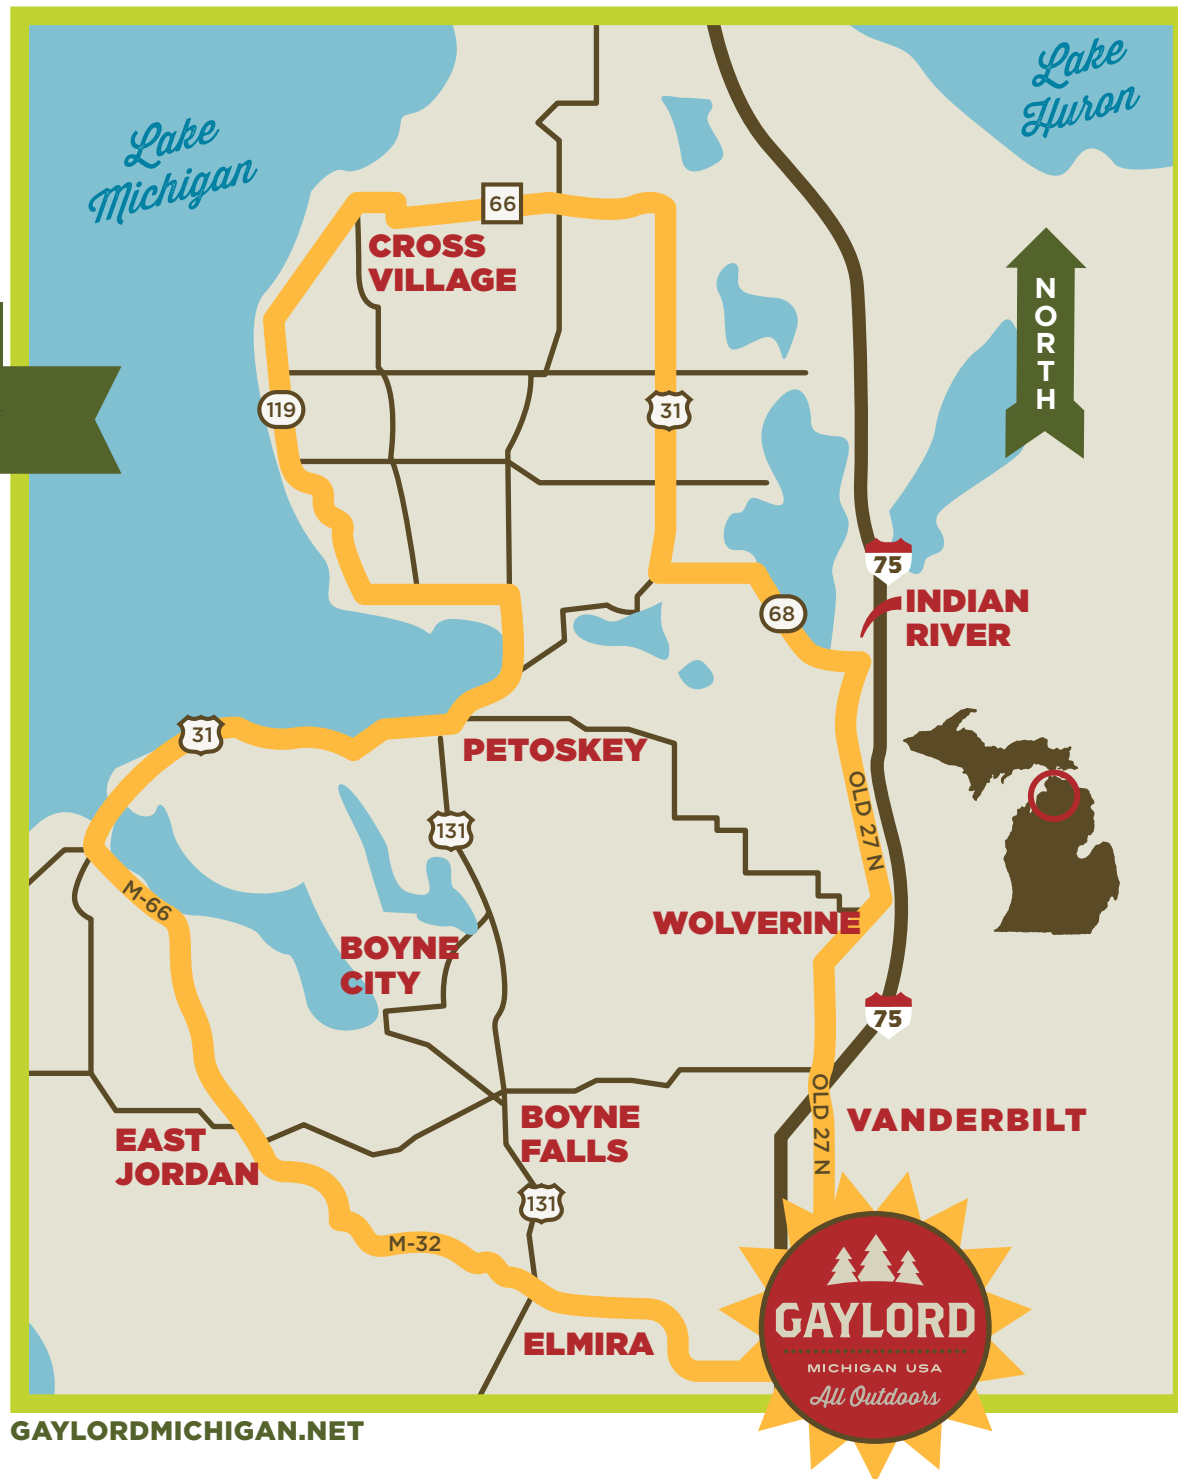 Lake
Michigan
Lake
Huron
66
CROSS
VILLAGE
NORTH
119
31
75
INDIAN
RIVER
68
31
PETOSKEY
131
OLD 27 N
M-66
WOLVERINE
BOYNE
CITY
75
OLD 27 N
BOYNE
FALLS
VANDERBILT
EAST
JORDAN
131
M-32
ELMIRA
GAYLORD
MICHIGAN USA
All Outdoors
GAYLORDMICHIGAN.NET